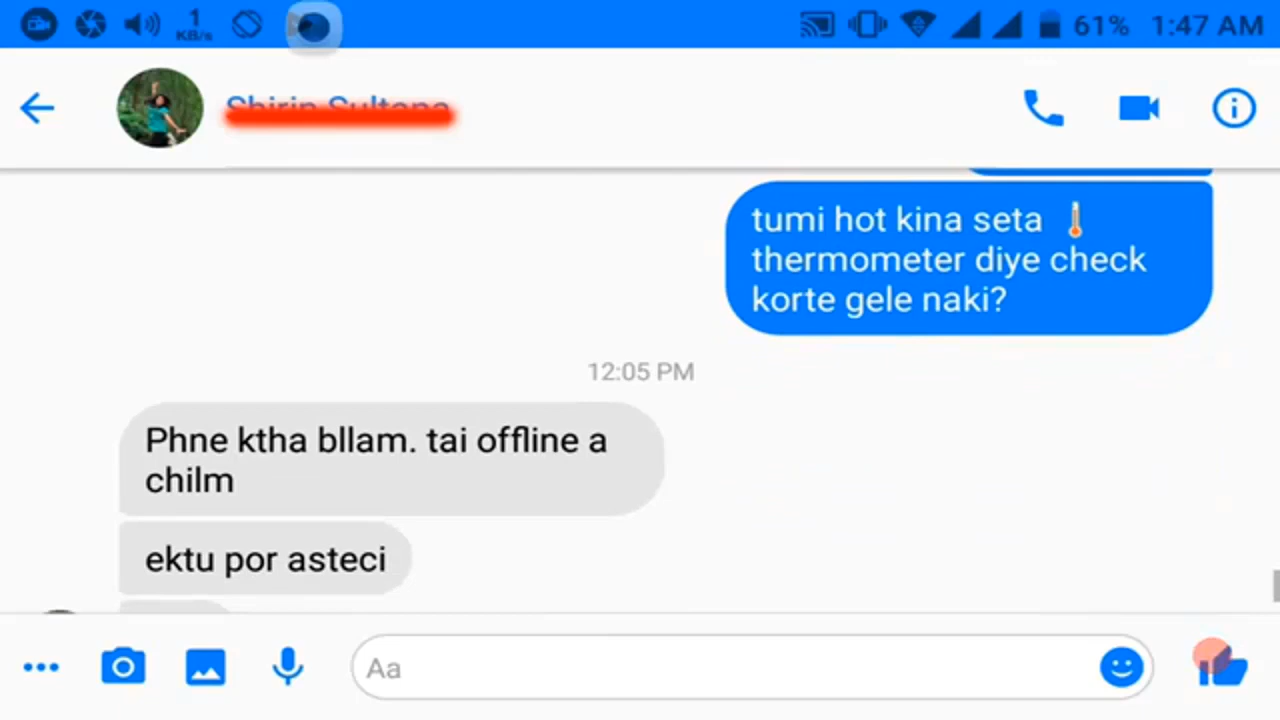 1
KB/s
61% 1:47 AM
tumi hot kina seta 🌡
thermometer diye check
korte gele naki?
12:05 PM
Phne ktha bllam. tai offline a
chilm
ektu por asteci
Aa